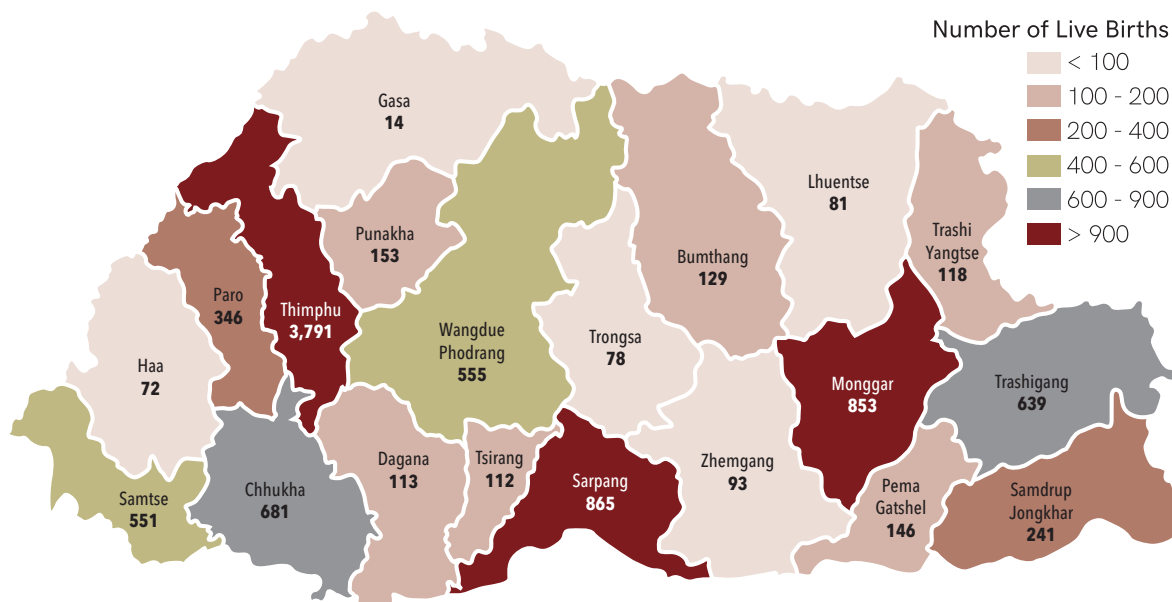 Number of Live Births
< 100
100 - 200
200 - 400
400 - 600
600 - 900
> 900
Gasa
14
Punakha
153
Lhuentse
81
Trashi
Yangtse
118
Bumthang
129
Paro
346
Thimphu
3,791
Wangdue
Phodrang
555
Trongsa
78
Haa
72
Monggar
853
Trashigang
639
Samtse
551
Chhukha
681
Dagana
113
Tsirang
112
Sarpang
865
Zhemgang
93
Pema
Gatshel
146
Samdrup
Jongkhar
241